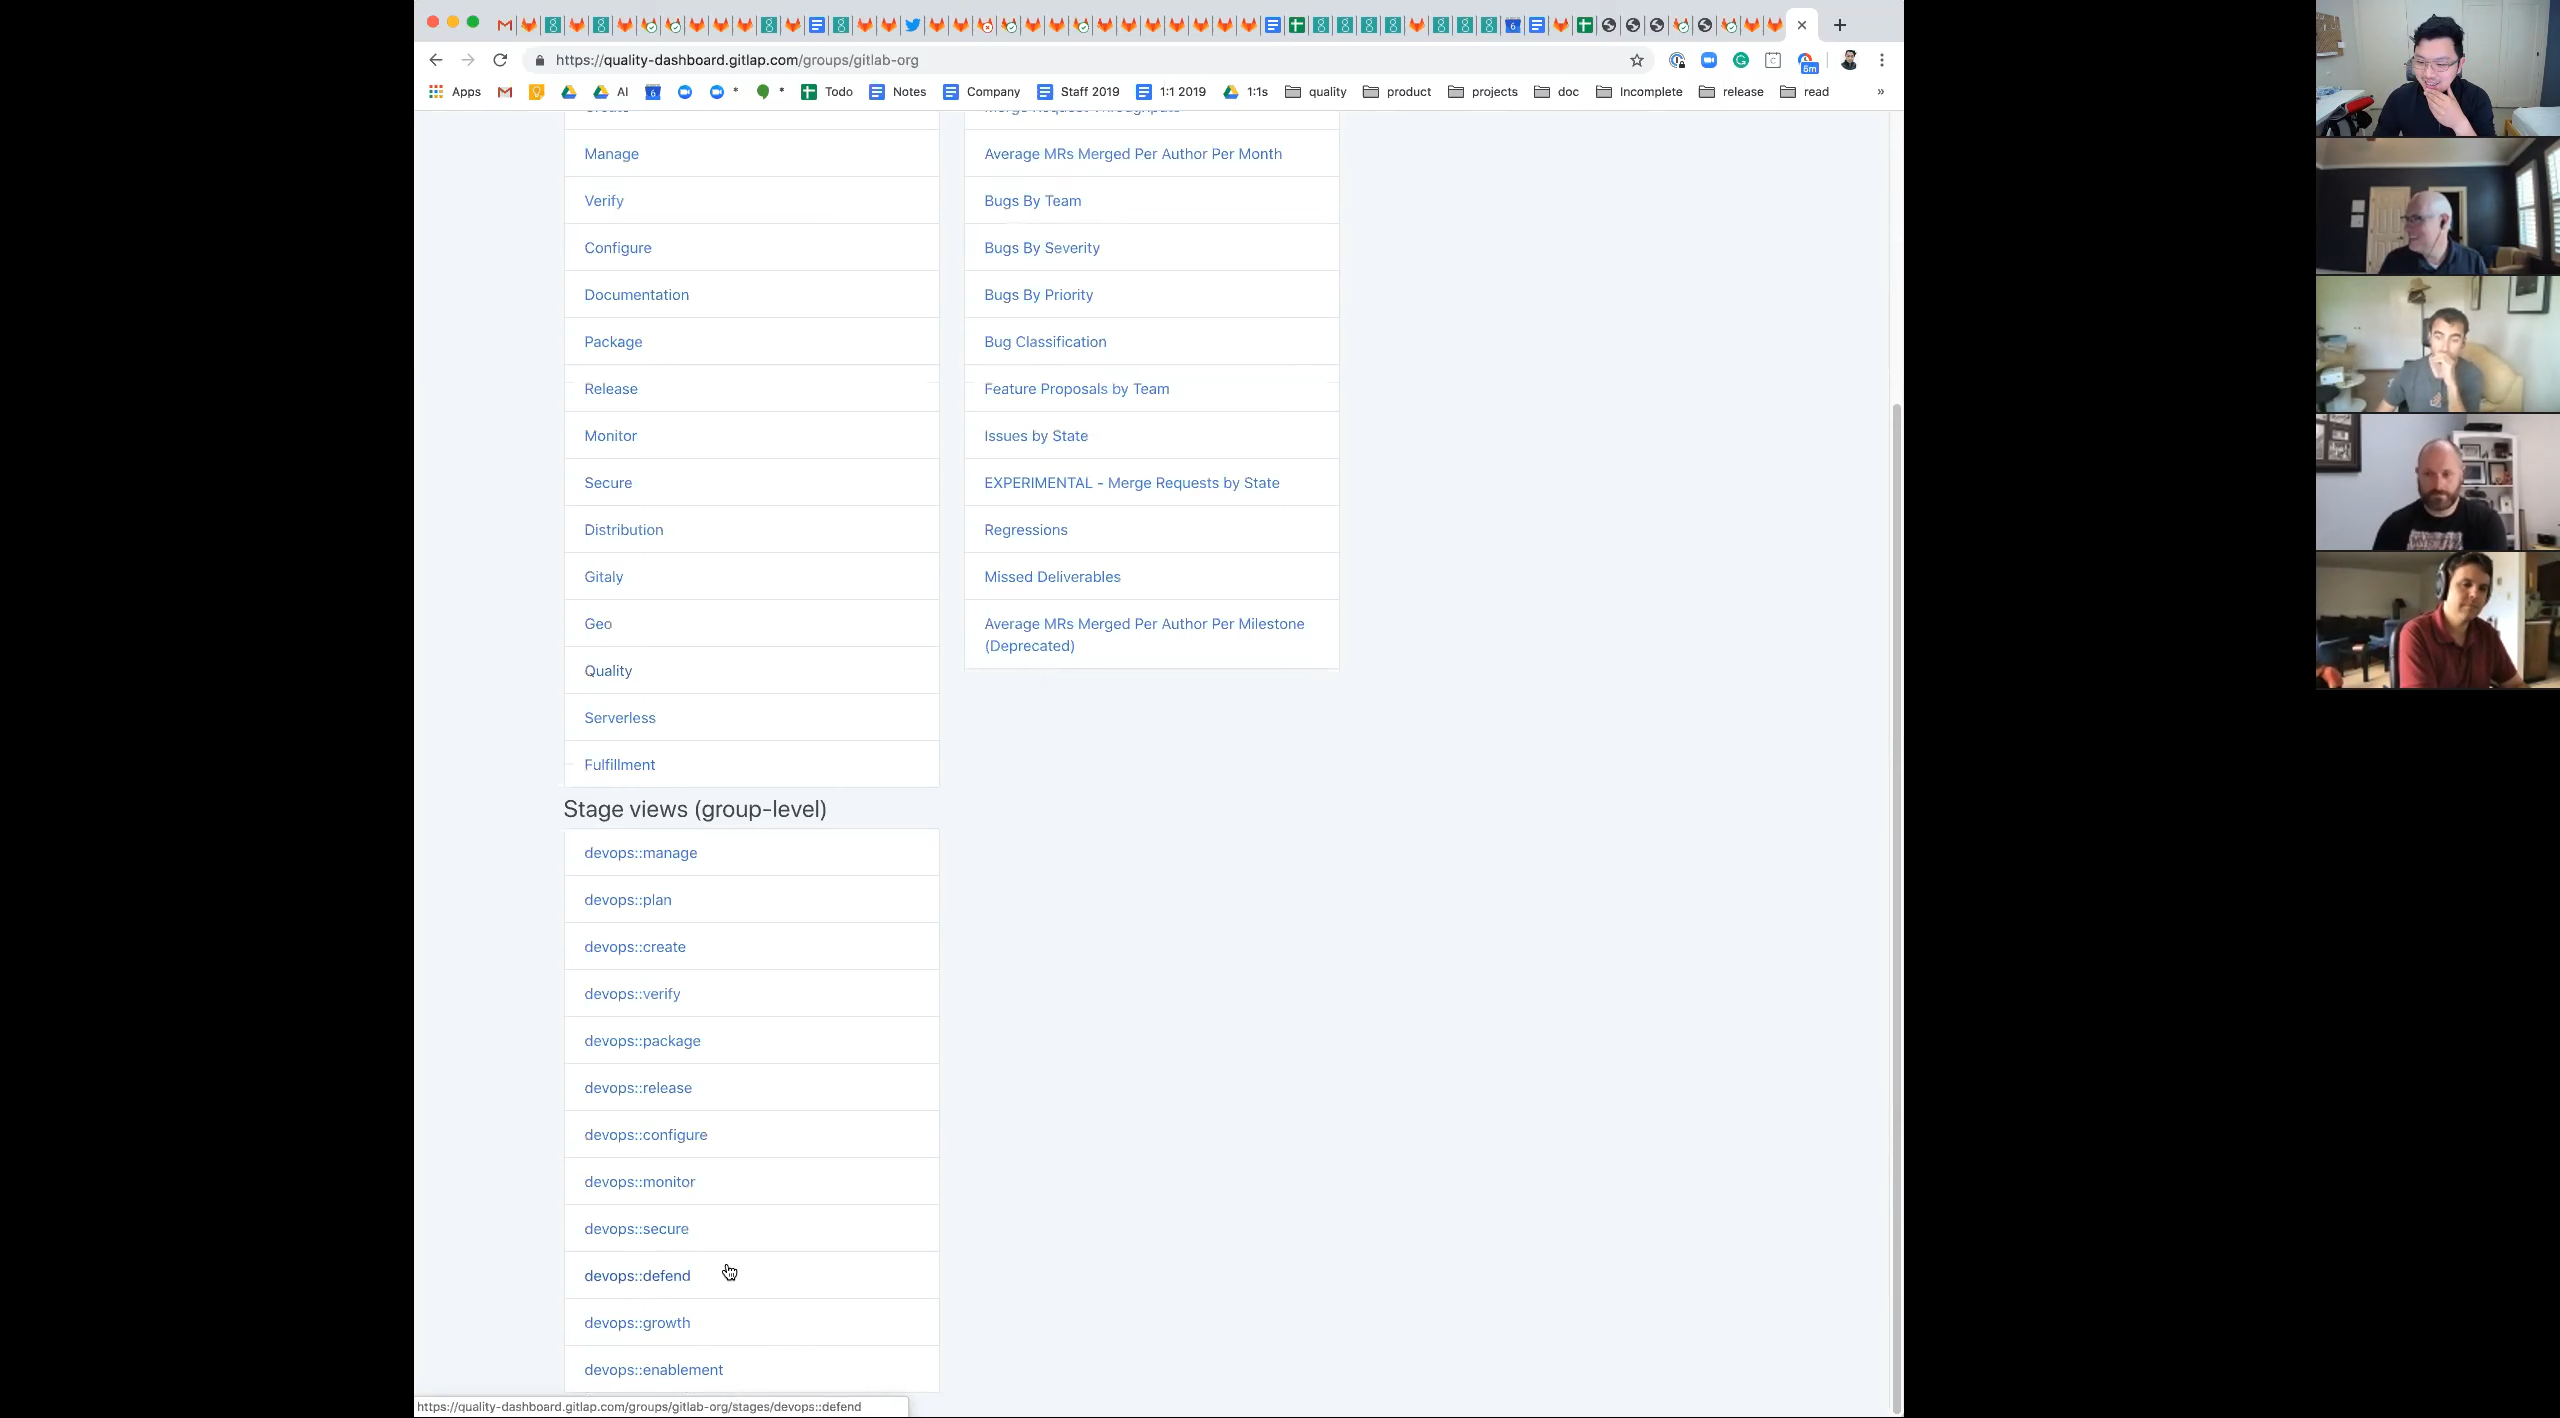 https://quality-dashboard.gitlap.com/groups/gitlab-org
6m
Apps
AI
*
*
Todo
Notes
Company
Staff 2019
1:1 2019
1:1s
quality
product
projects
doc
Incomplete
release
read
»
Create
Manage
Verify
Configure
Documentation
Package
Release
Monitor
Secure
Distribution
Gitaly
Geo
Quality
Serverless
Fulfillment
Merge Request Throughputs
Average MRs Merged Per Author Per Month
Bugs By Team
Bugs By Severity
Bugs By Priority
Bug Classification
Feature Proposals by Team
Issues by State
EXPERIMENTAL - Merge Requests by State
Regressions
Missed Deliverables
Average MRs Merged Per Author Per Milestone
(Deprecated)
Stage views (group-level)
devops::manage
devops::plan
devops::create
devops::verify
devops::package
devops::release
devops::configure
devops::monitor
devops::secure
devops::defend
devops::growth
devops::enablement
https://quality-dashboard.gitlap.com/groups/gitlab-org/stages/devops::defend